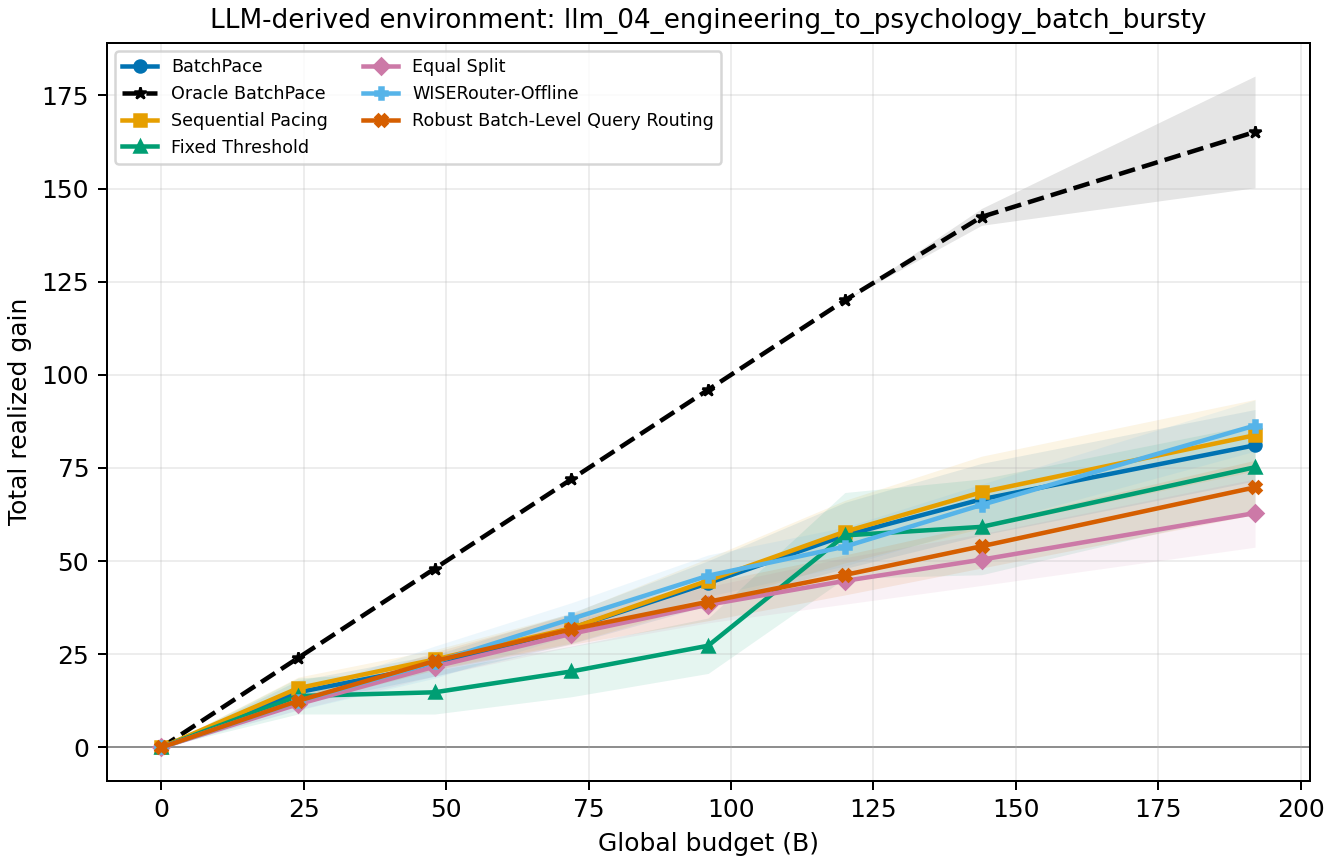 LLM-derived environment: llm_04_engineering_to_psychology_batch_bursty
BatchPace
Oracle BatchPace
Sequential Pacing
Fixed Threshold
Equal Split
WISERouter-Offline
Robust Batch-Level Query Routing
Total realized gain
175
150
125
100
75
50
25
0
0 25 50 75 100 125 150 175 200
Global budget (B)